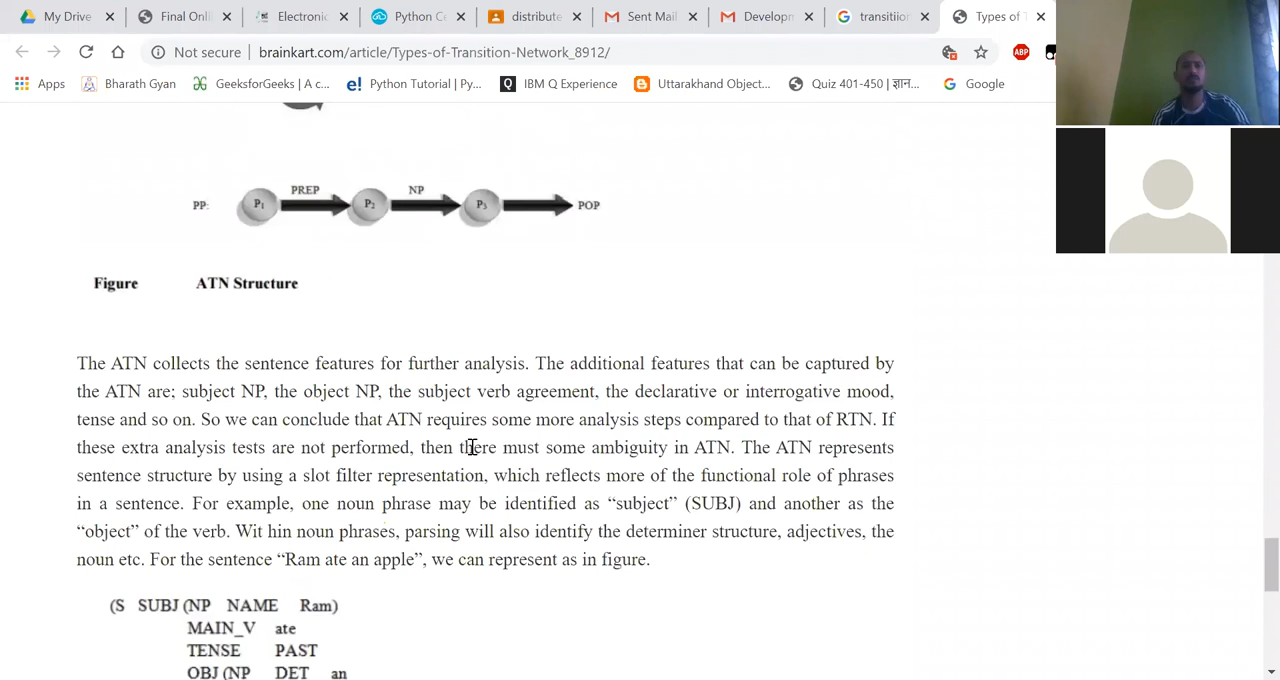 My Drive
Final Onli
Electronic
Python Ce
distribute
Sent Mail
Developm
transitiior
Types of T
Not secure
brainkart.com/article/Types-of-Transition-Network_8912/
ABP
Apps
Bharath Gyan
GeeksforGeeks | A c...
Python Tutorial | Py...
IBM Q Experience
Uttarakhand Object...
Quiz 401-450 | ज्ञान...
Google
PP: P1 PREP P2 NP P3 POP
Figure ATN Structure
The ATN collects the sentence features for further analysis. The additional features that can be captured by
the ATN are; subject NP, the object NP, the subject verb agreement, the declarative or interrogative mood,
tense and so on. So we can conclude that ATN requires some more analysis steps compared to that of RTN. If
these extra analysis tests are not performed, then there must some ambiguity in ATN. The ATN represents
sentence structure by using a slot filter representation, which reflects more of the functional role of phrases
in a sentence. For example, one noun phrase may be identified as “subject” (SUBJ) and another as the
“object” of the verb. Wit hin noun phrases, parsing will also identify the determiner structure, adjectives, the
noun etc. For the sentence “Ram ate an apple”, we can represent as in figure.
(S SUBJ (NP NAME Ram)
MAIN_V ate
TENSE PAST
OBJ (NP DET an